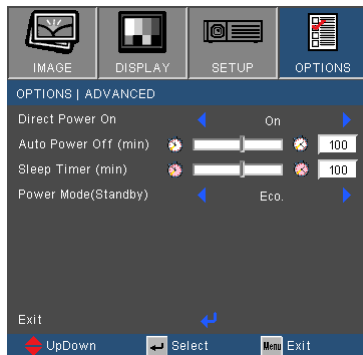 IMAGE DISPLAY SETUP OPTIONS
OPTIONS | ADVANCED
Direct Power On On
Auto Power Off (min) 100
Sleep Timer (min) 100
Power Mode(Standby) Eco.
Exit
UpDown Select Menu Exit